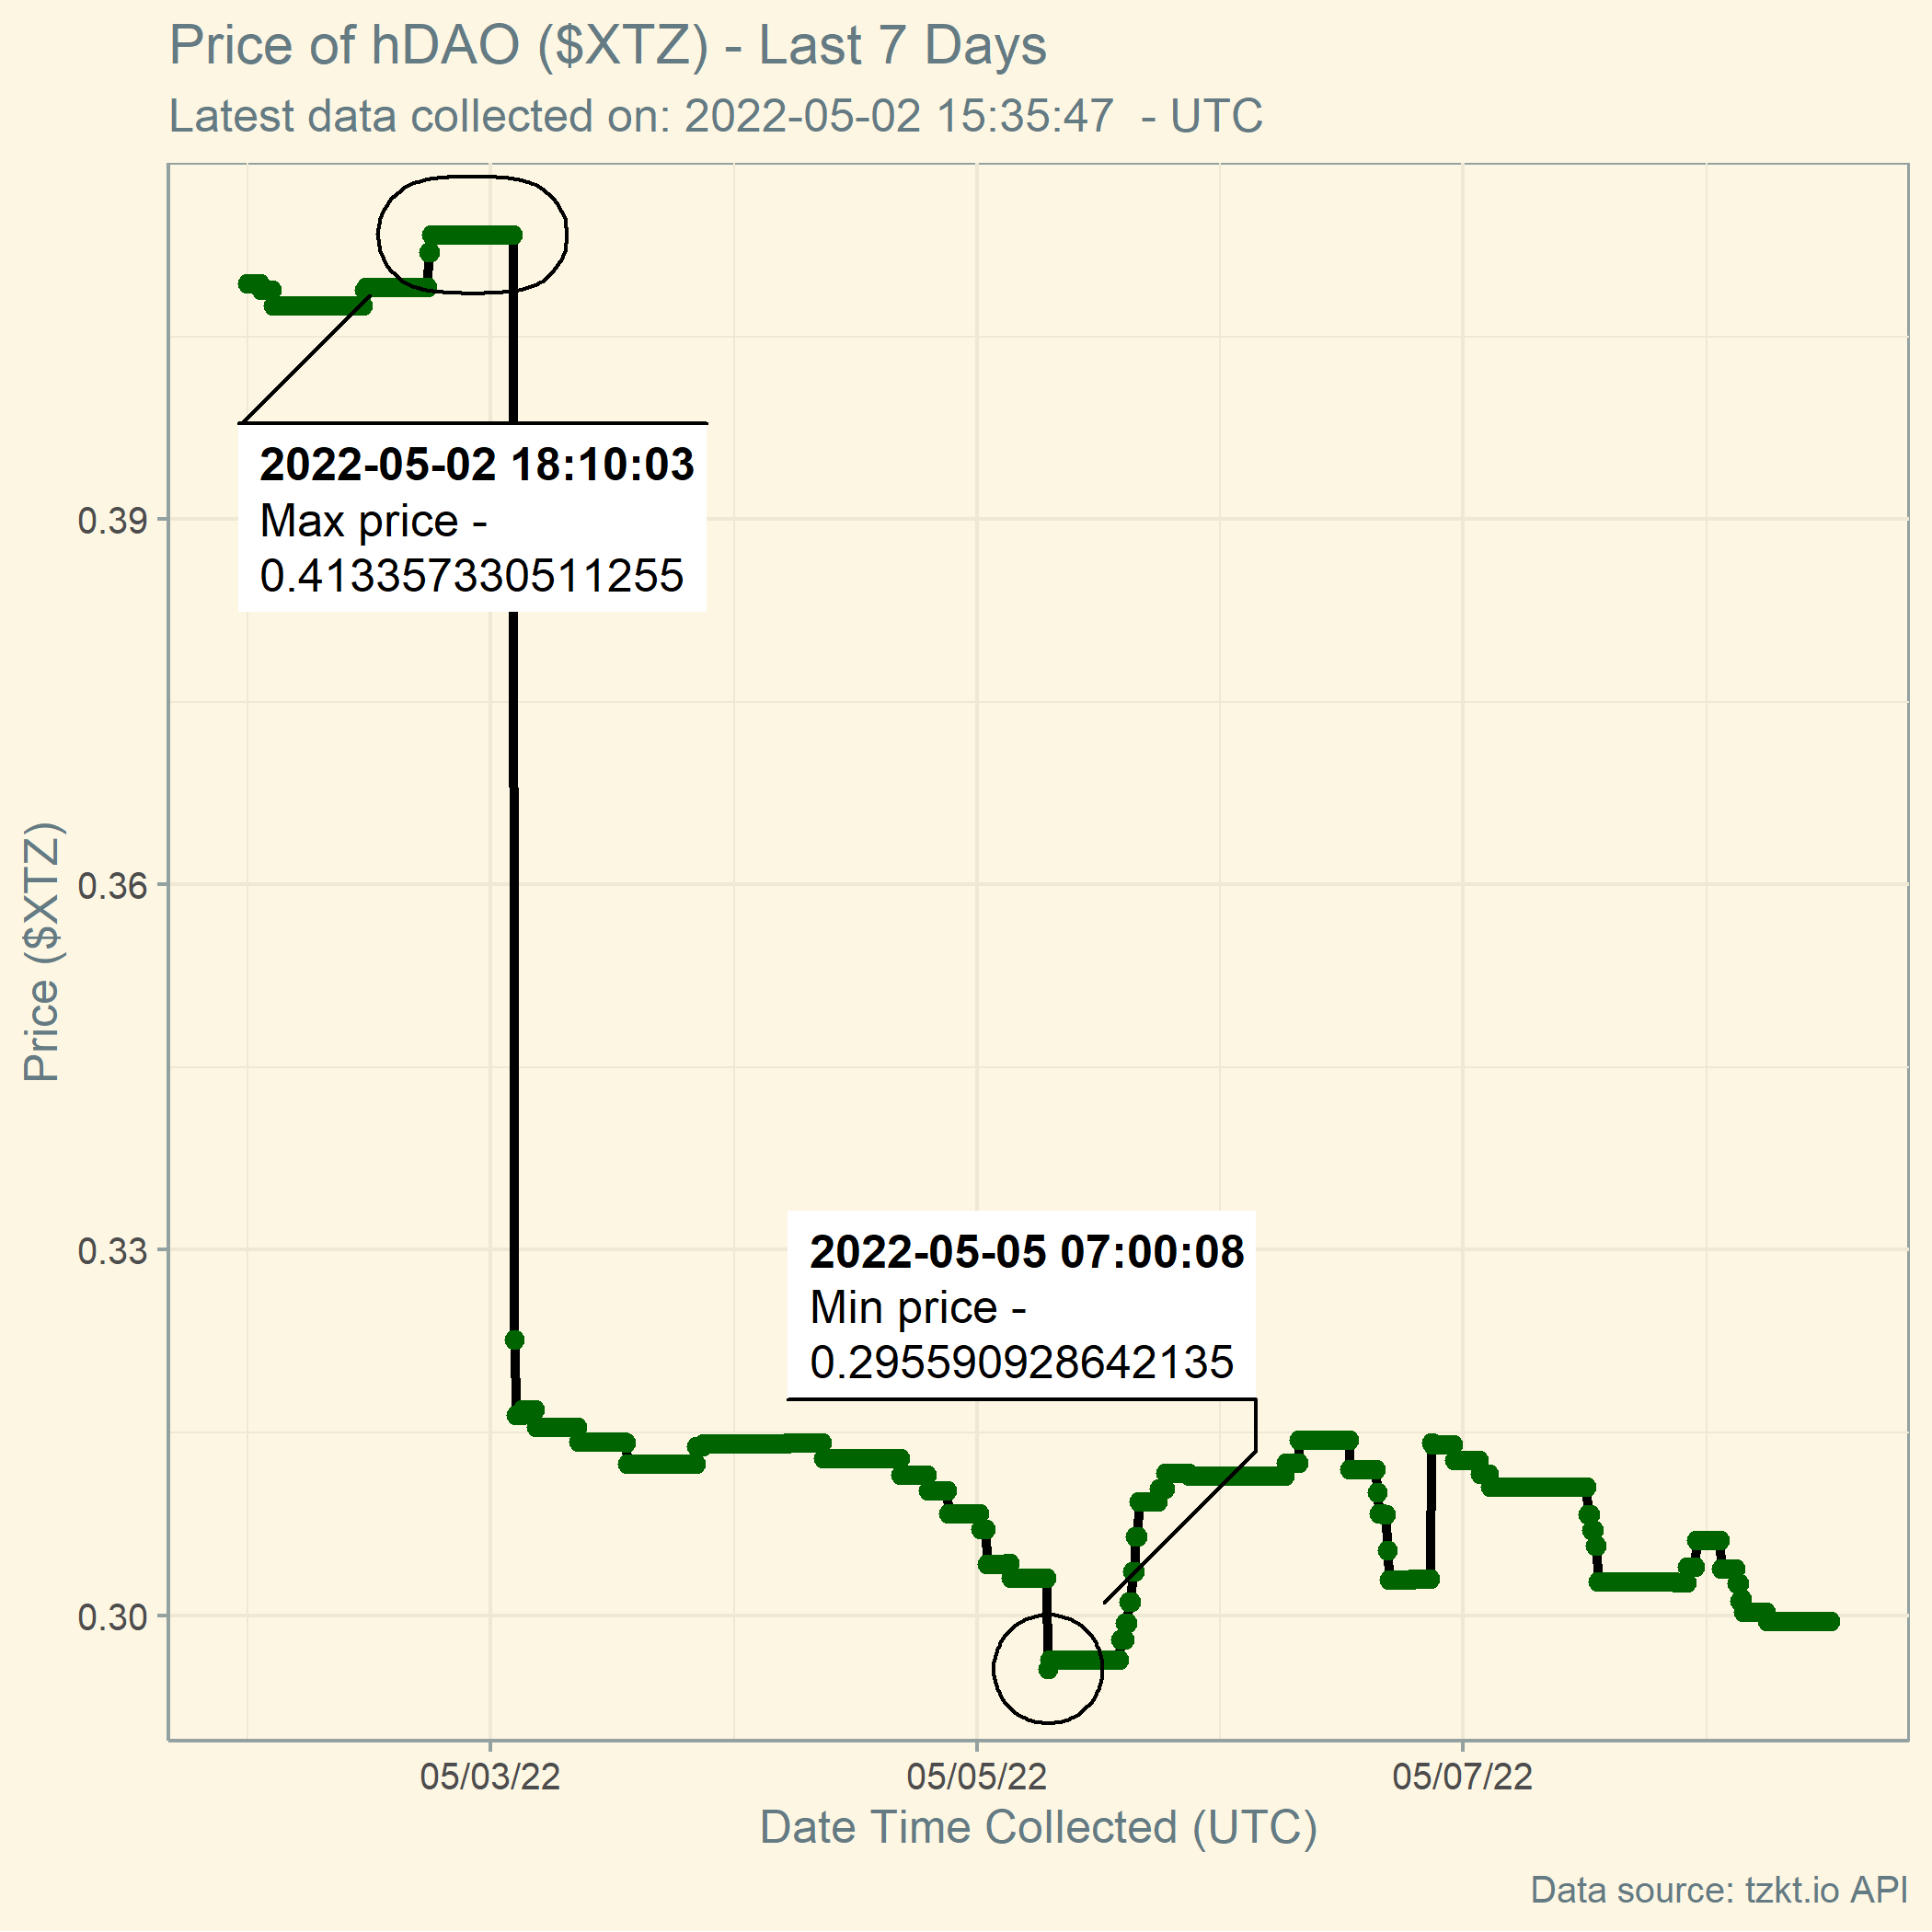 Price of hDAO ($XTZ) - Last 7 Days
Latest data collected on: 2022-05-02 15:35:47  - UTC
2022-05-02 18:10:03
Max price -
0.413357330511255
0.39
0.36
Price ($XTZ)
0.33
2022-05-05 07:00:08
Min price -
0.295590928642135
0.30
05/03/22
05/05/22
05/07/22
Date Time Collected (UTC)
Data source: tzkt.io API